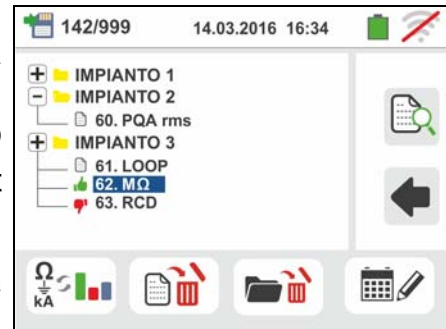 142/999 14.03.2016 16:34
IMPIANTO 1
IMPIANTO 2
60. PQA rms
IMPIANTO 3
61. LOOP
62. MΩ
63. RCD
Ω
kA